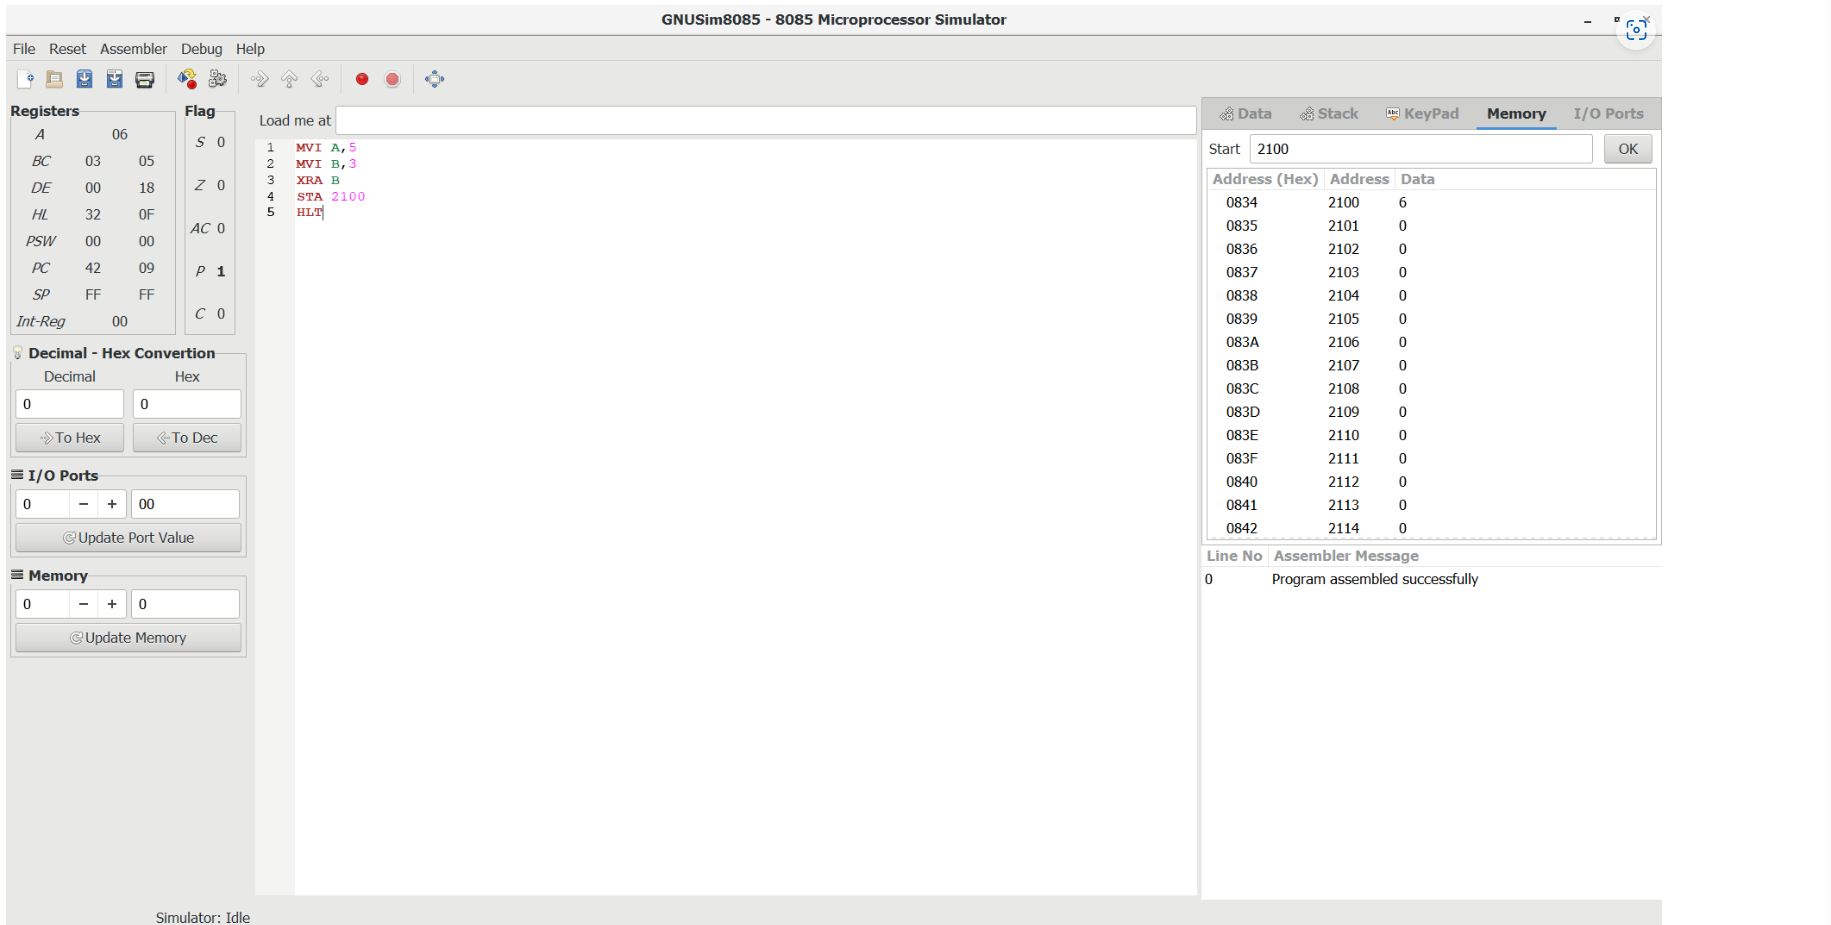 GNUSim8085 - 8085 Microprocessor Simulator
File Reset Assembler Debug Help
Registers
A 06
BC 03 05
DE 00 18
HL 32 0F
PSW 00 00
PC 42 09
SP FF FF
Int-Reg 00
Flag
S 0
Z 0
AC 0
P 1
C 0
Decimal - Hex Convertion
Decimal Hex
0 0
To Hex To Dec
I/O Ports
0 − + 00
Update Port Value
Memory
0 − + 0
Update Memory
Load me at
1 MVI A,5
2 MVI B,3
3 XRA B
4 STA 2100
5 HLT
Data Stack Abc KeyPad Memory I/O Ports
Start 2100 OK
Address (Hex) Address Data
0834 2100 6
0835 2101 0
0836 2102 0
0837 2103 0
0838 2104 0
0839 2105 0
083A 2106 0
083B 2107 0
083C 2108 0
083D 2109 0
083E 2110 0
083F 2111 0
0840 2112 0
0841 2113 0
0842 2114 0
Line No Assembler Message
0 Program assembled successfully
Simulator: Idle